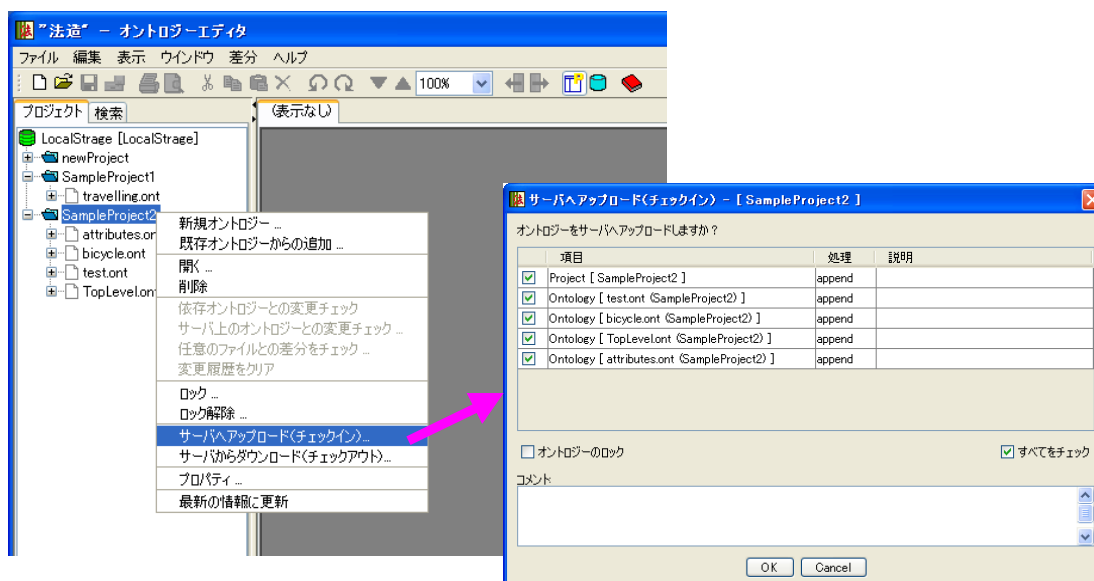 "法造" − オントロジーエディタ
ファイル 編集 表示 ウインドウ 差分 ヘルプ
100%
プロジェクト 検索
(表示なし)
LocalStrage [LocalStrage]
newProject
SampleProject1
travelling.ont
SampleProject2
attributes.on
bicycle.ont
test.ont
TopLevel.ont
新規オントロジー ...
既存オントロジーからの追加 ...
開く ...
削除
依存オントロジーとの変更チェック
サーバ上のオントロジーとの変更チェック ...
任意のファイルとの差分をチェック ...
変更履歴をクリア
ロック ...
ロック解除 ...
サーバへアップロード(チェックイン)...
サーバからダウンロード(チェックアウト)...
プロパティ ...
最新の情報に更新
サーバへアップロード(チェックイン) − [ SampleProject2 ]
オントロジーをサーバへアップロードしますか?
項目 処理 説明
Project [ SampleProject2 ] append
Ontology [ test.ont (SampleProject2) ] append
Ontology [ bicycle.ont (SampleProject2) ] append
Ontology [ TopLevel.ont (SampleProject2) ] append
Ontology [ attributes.ont (SampleProject2) ] append
オントロジーのロック
すべてをチェック
コメント
OK Cancel